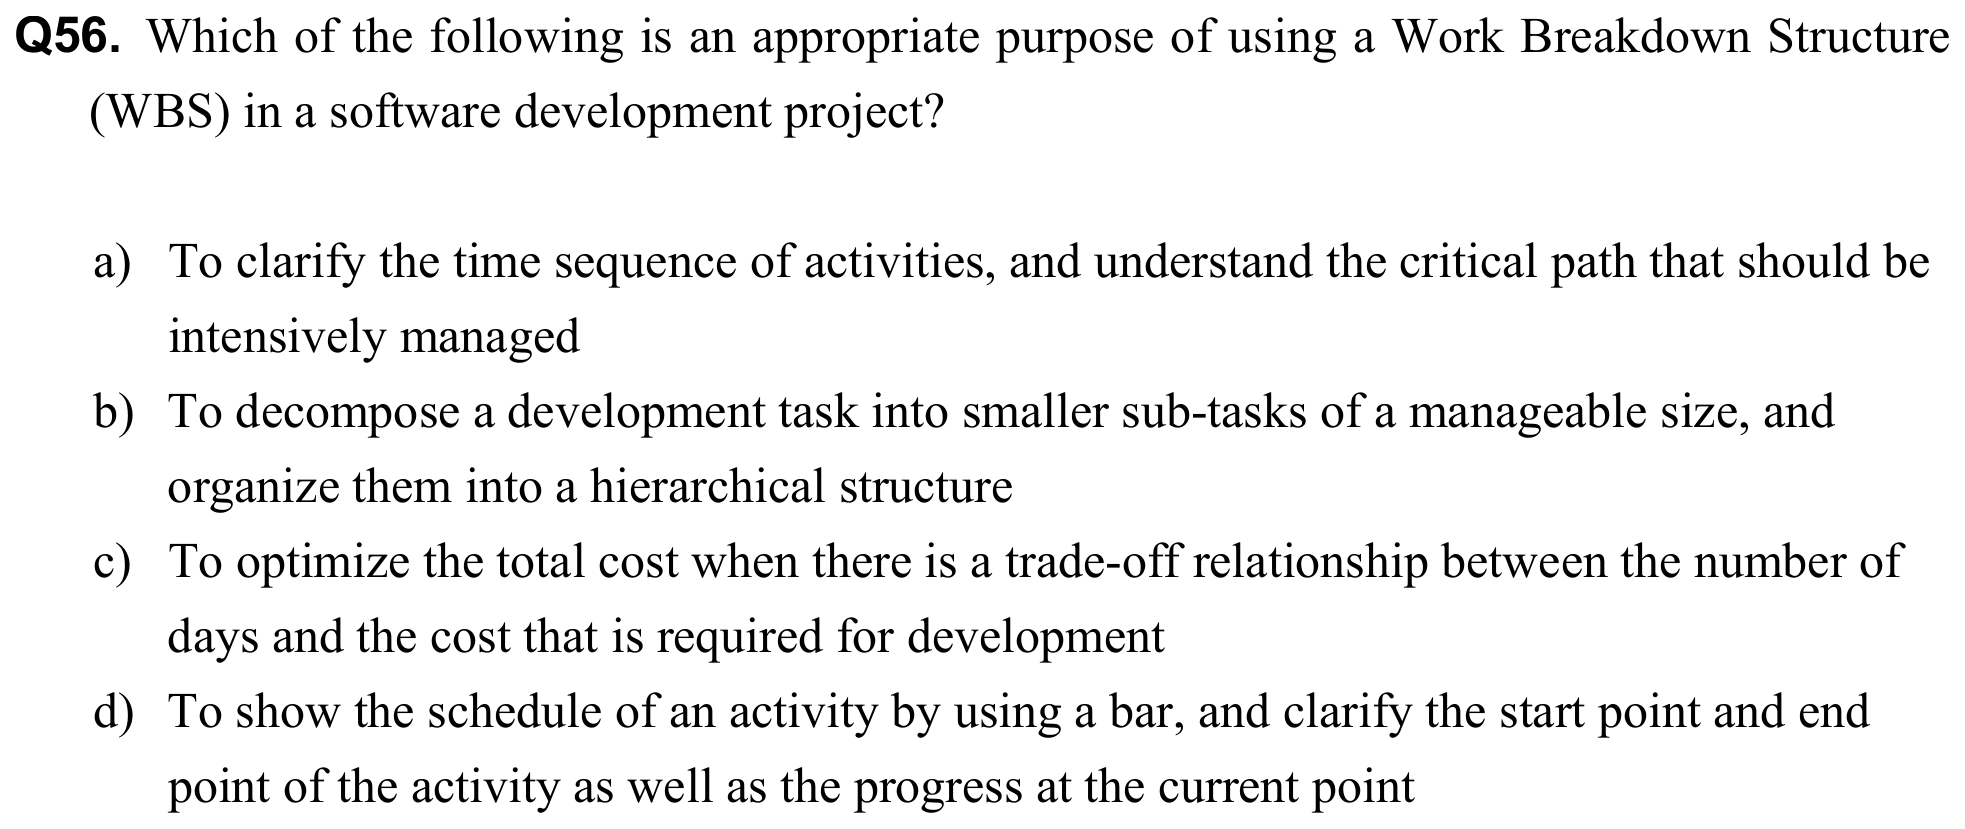 Q56. Which of the following is an appropriate purpose of using a Work Breakdown Structure
(WBS) in a software development project?
a) To clarify the time sequence of activities, and understand the critical path that should be
intensively managed
b) To decompose a development task into smaller sub-tasks of a manageable size, and
organize them into a hierarchical structure
c) To optimize the total cost when there is a trade-off relationship between the number of
days and the cost that is required for development
d) To show the schedule of an activity by using a bar, and clarify the start point and end
point of the activity as well as the progress at the current point